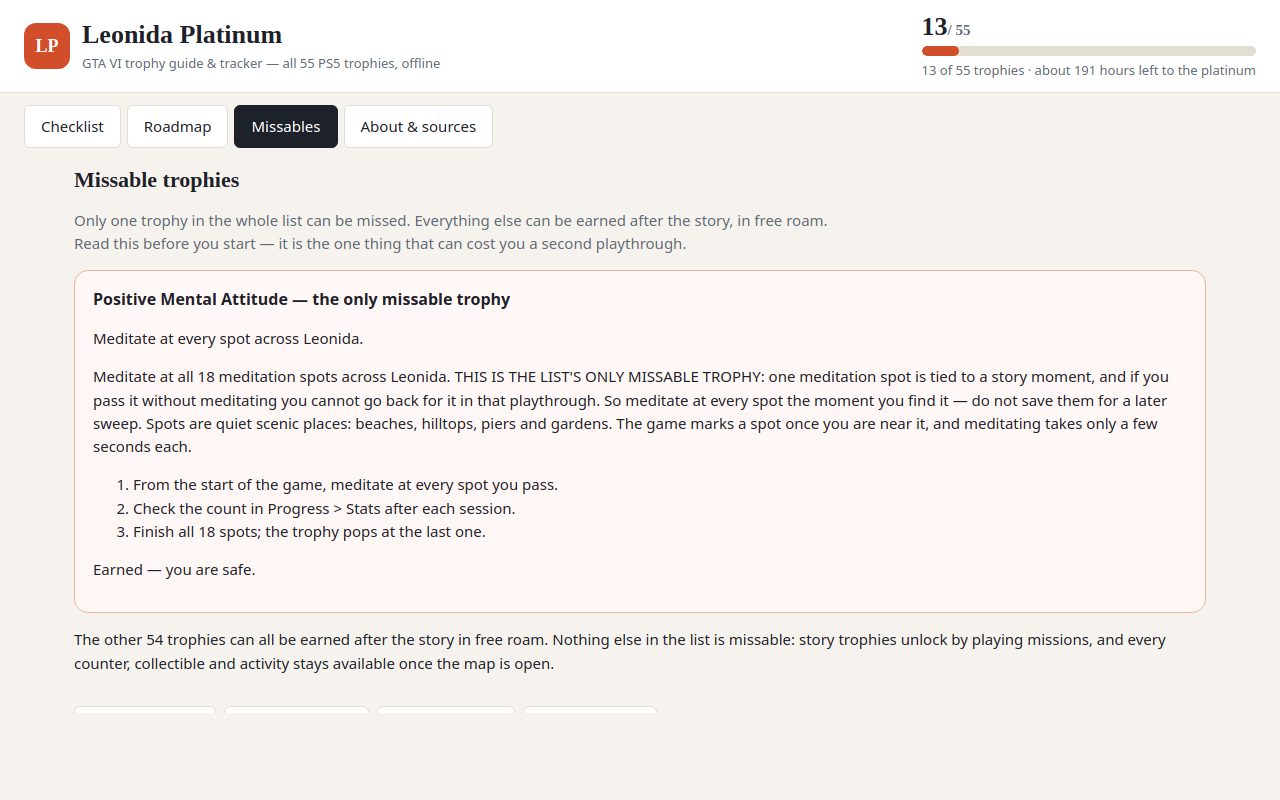 LP
Leonida Platinum
GTA VI trophy guide & tracker — all 55 PS5 trophies, offline
13/ 55
13 of 55 trophies · about 191 hours left to the platinum
Checklist
Roadmap
Missables
About & sources
Missable trophies
Only one trophy in the whole list can be missed. Everything else can be earned after the story, in free roam.
Read this before you start — it is the one thing that can cost you a second playthrough.
Positive Mental Attitude — the only missable trophy
Meditate at every spot across Leonida.
Meditate at all 18 meditation spots across Leonida. THIS IS THE LIST'S ONLY MISSABLE TROPHY: one meditation spot is tied to a story moment, and if you
pass it without meditating you cannot go back for it in that playthrough. So meditate at every spot the moment you find it — do not save them for a later
sweep. Spots are quiet scenic places: beaches, hilltops, piers and gardens. The game marks a spot once you are near it, and meditating takes only a few
seconds each.
1. From the start of the game, meditate at every spot you pass.
2. Check the count in Progress > Stats after each session.
3. Finish all 18 spots; the trophy pops at the last one.
Earned — you are safe.
The other 54 trophies can all be earned after the story in free roam. Nothing else in the list is missable: story trophies unlock by playing missions, and every
counter, collectible and activity stays available once the map is open.